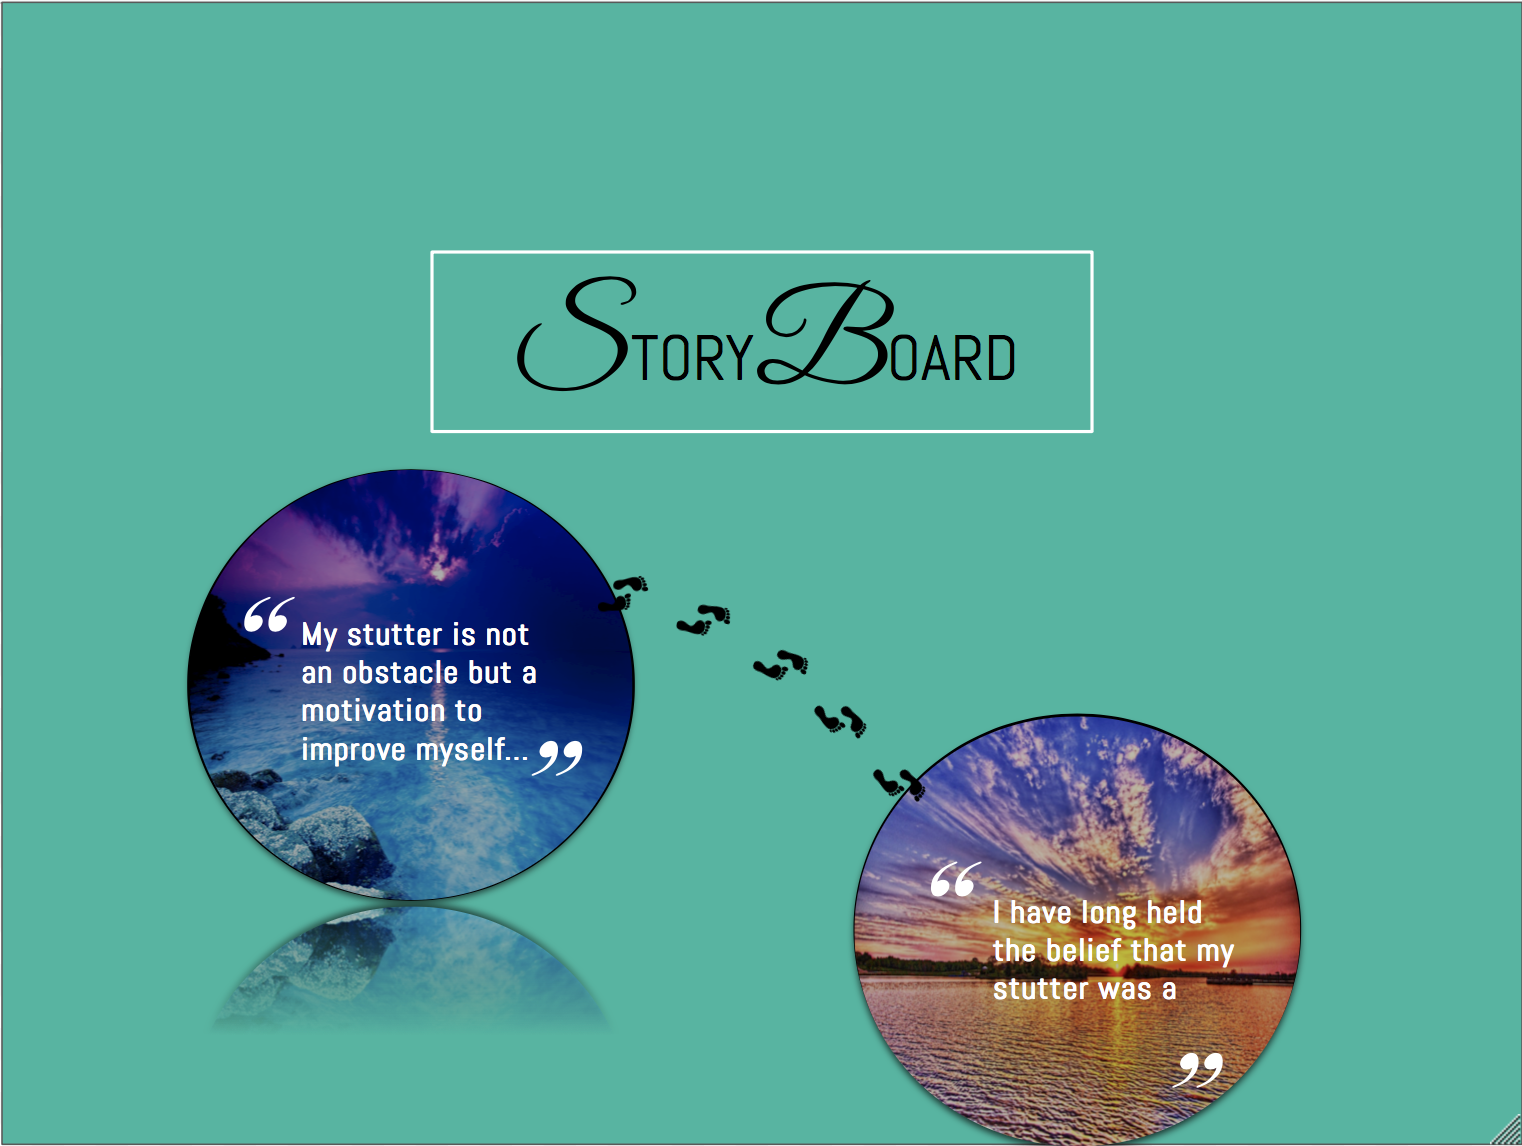 StoryBoard
“My stutter is not
an obstacle but a
motivation to
improve myself...”
“I have long held
the belief that my
stutter was a
”